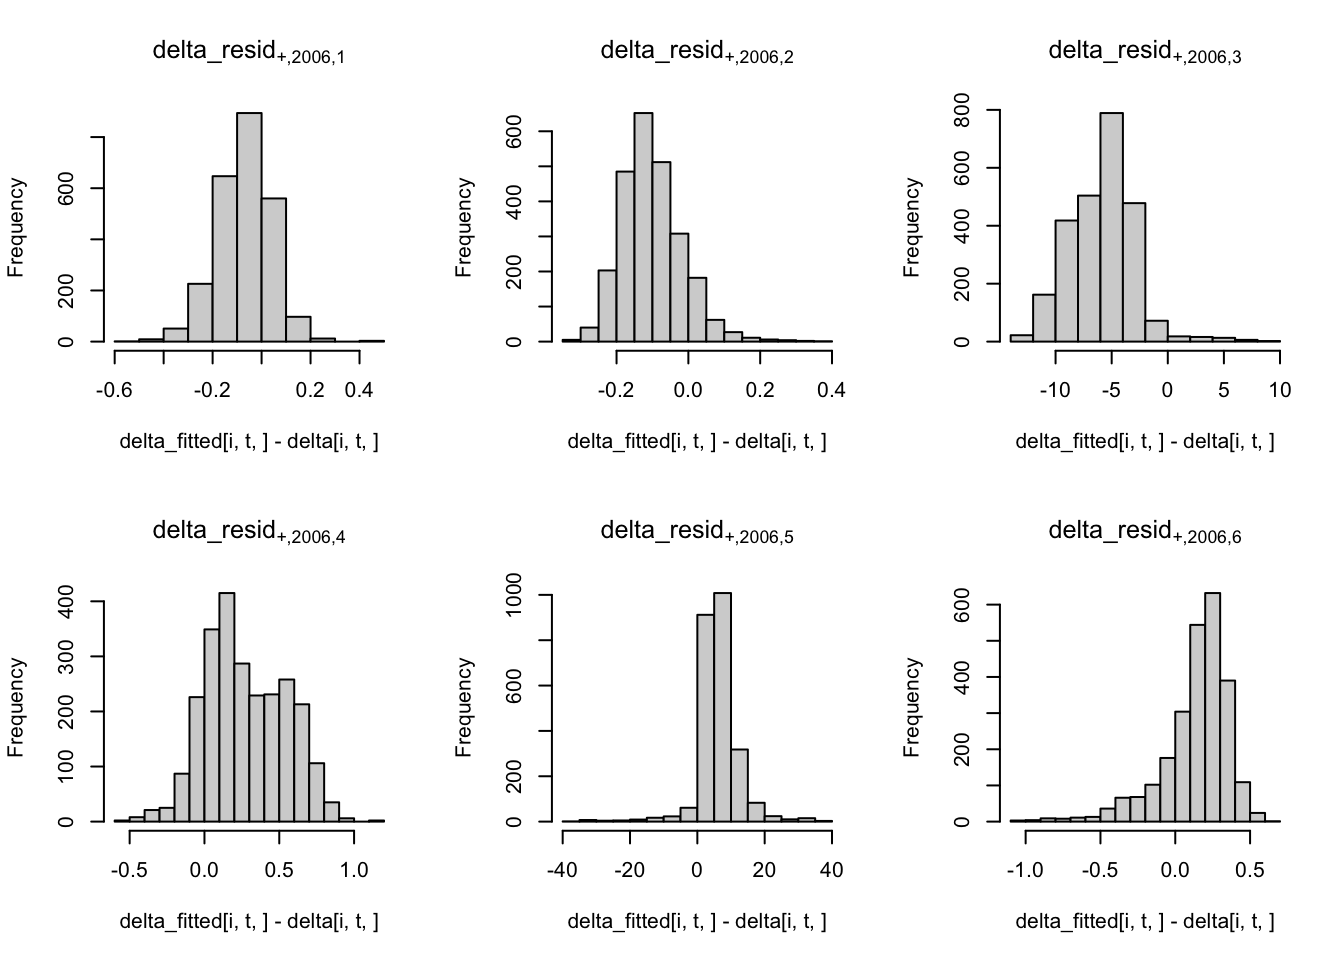 delta_resid+,2006,1
Frequency
0 200 600
-0.6 -0.2 0.2
delta_fitted[i, t, ] - delta[i, t, ]
delta_resid+,2006,2
Frequency
0 200 400 600
-0.2 0.0 0.2 0.4
delta_fitted[i, t, ] - delta[i, t, ]
delta_resid+,2006,3
Frequency
0 200 400 600 800
-10 -5 0 5 10
delta_fitted[i, t, ] - delta[i, t, ]
delta_resid+,2006,4
Frequency
0 100 200 300 400
-0.5 0.0 0.5 1.0
delta_fitted[i, t, ] - delta[i, t, ]
delta_resid+,2006,5
Frequency
0 200 600 1000
-40 -20 0 20 40
delta_fitted[i, t, ] - delta[i, t, ]
delta_resid+,2006,6
Frequency
0 200 400 600
-1.0 -0.5 0.0 0.5
delta_fitted[i, t, ] - delta[i, t, ]